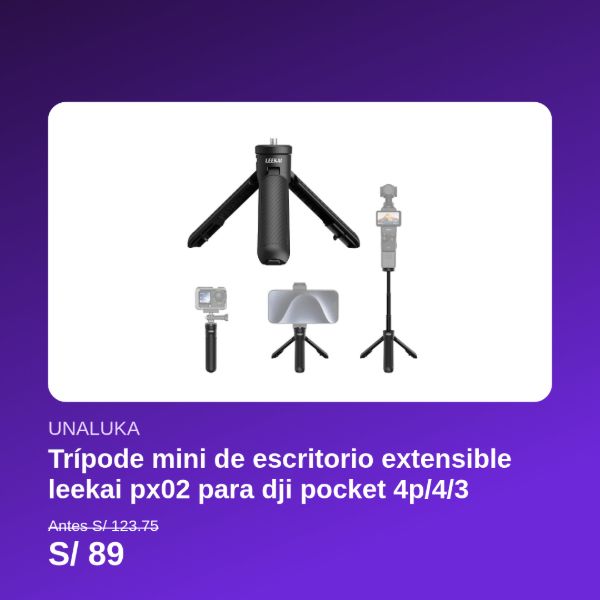 LEEKAI
UNALUKA
Trípode mini de escritorio extensible
leekai px02 para dji pocket 4p/4/3
Antes S/ 123.75
S/ 89